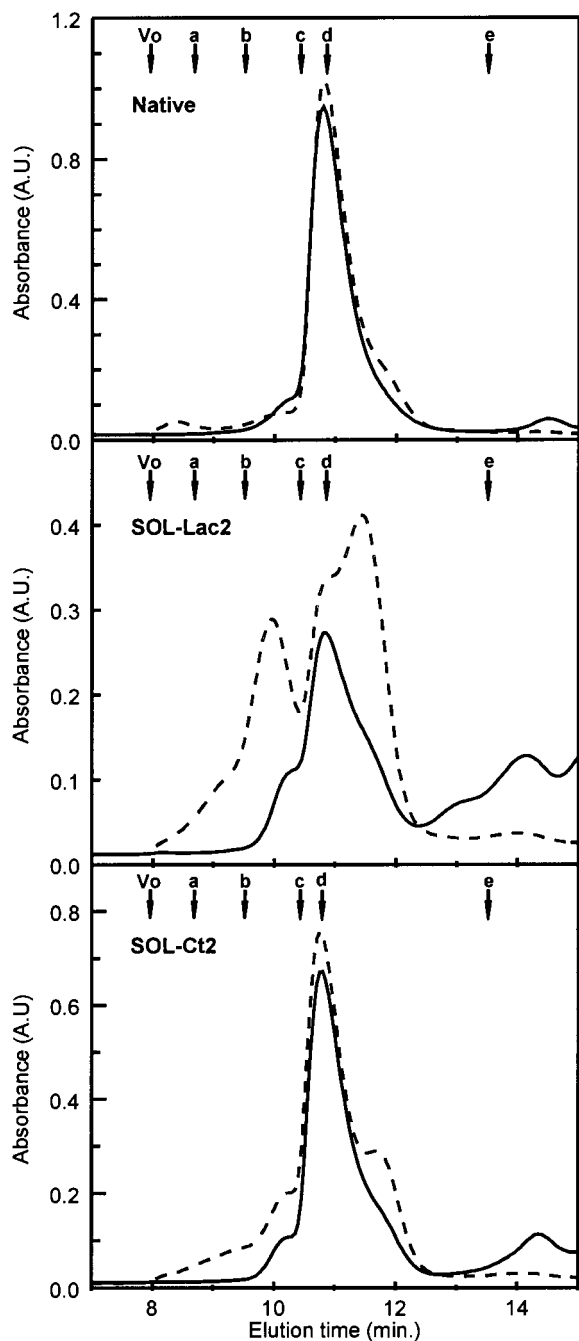 1.2
Vo a b c d e
Native
0.8
0.4
0.0
Absorbance (A.U.)
Vo a b c d e
SOL-Lac2
0.4
0.3
0.2
0.1
0.0
Absorbance (A.U.)
Vo a b c d e
SOL-Ct2
0.8
0.6
0.4
0.2
0.0
Absorbance (A.U)
8 10 12 14
Elution time (min.)